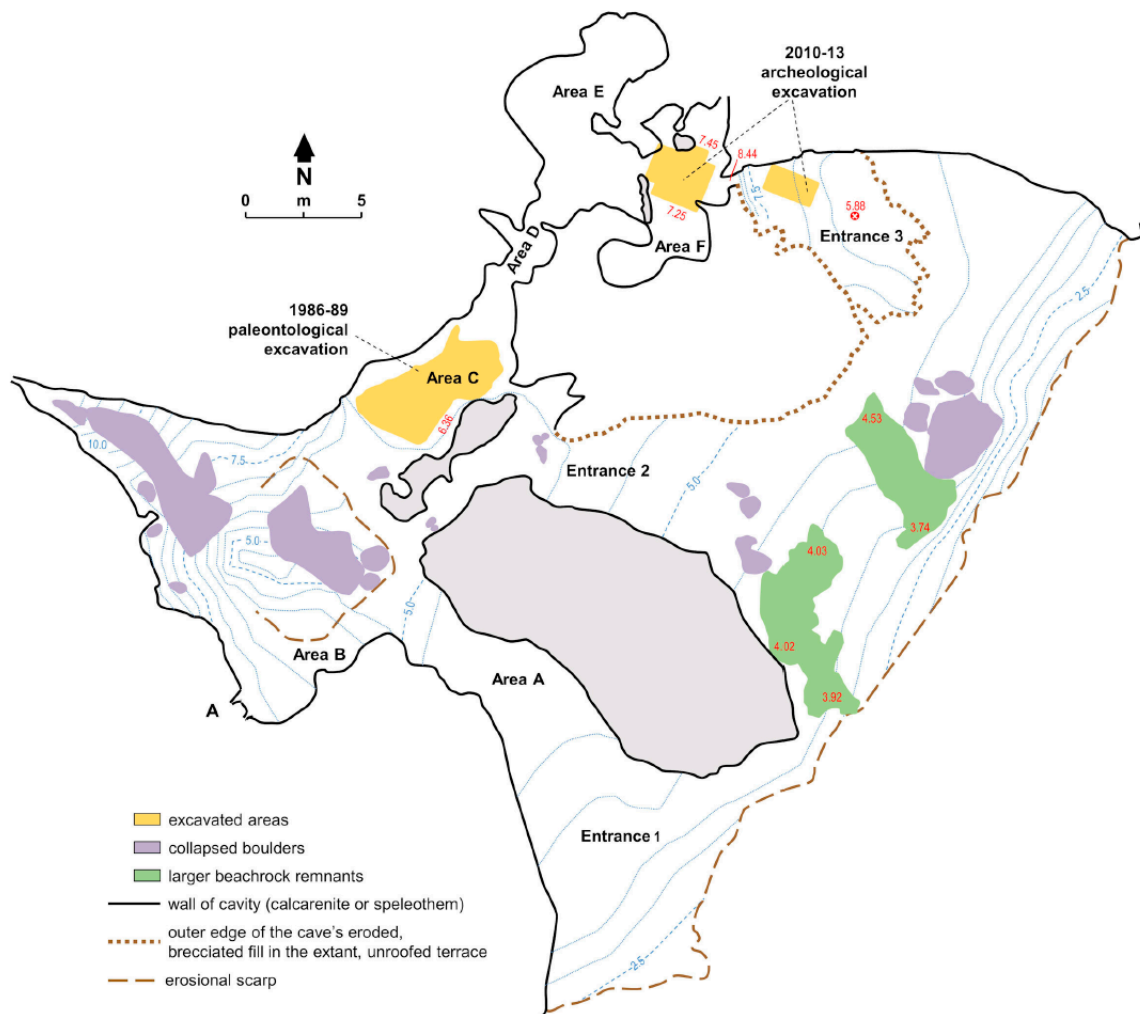 2010-13
archeological
excavation
Area E
7.45
8.44
N
0 m 5
7.5
5.88
7.25
Entrance 3
Area F
Area D
2.5
1986-89
paleontological
excavation
Area C
6.36
4.53
10.0
7.5
Entrance 2
5.0
3.74
5.0
4.03
5.0
Area B
4.02
Area A
3.92
A
Entrance 1
excavated areas
collapsed boulders
larger beachrock remnants
wall of cavity (calcarenite or speleothem)
outer edge of the cave's eroded,
brecciated fill in the extant, unroofed terrace
erosional scarp
-2.5